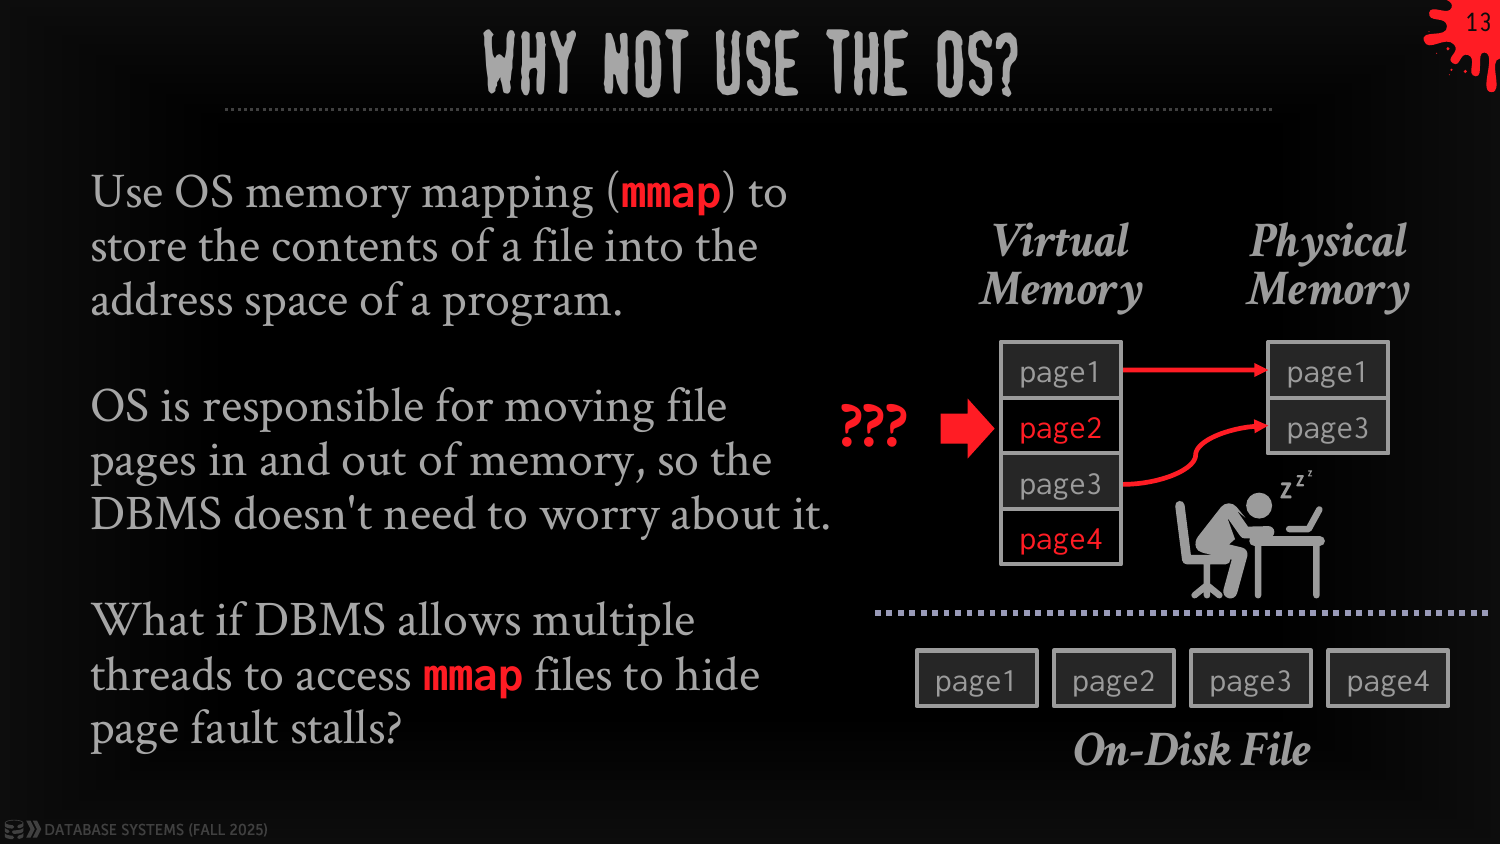 13
WHY NOT USE THE OS?
Use OS memory mapping (mmap) to
store the contents of a file into the
address space of a program.
OS is responsible for moving file
pages in and out of memory, so the
DBMS doesn't need to worry about it.
What if DBMS allows multiple
threads to access mmap files to hide
page fault stalls?
Virtual
Memory
page1
page2
page3
page4
???
Physical
Memory
page1
page3
z z z
page1 page2 page3 page4
On-Disk File
DATABASE SYSTEMS (FALL 2025)